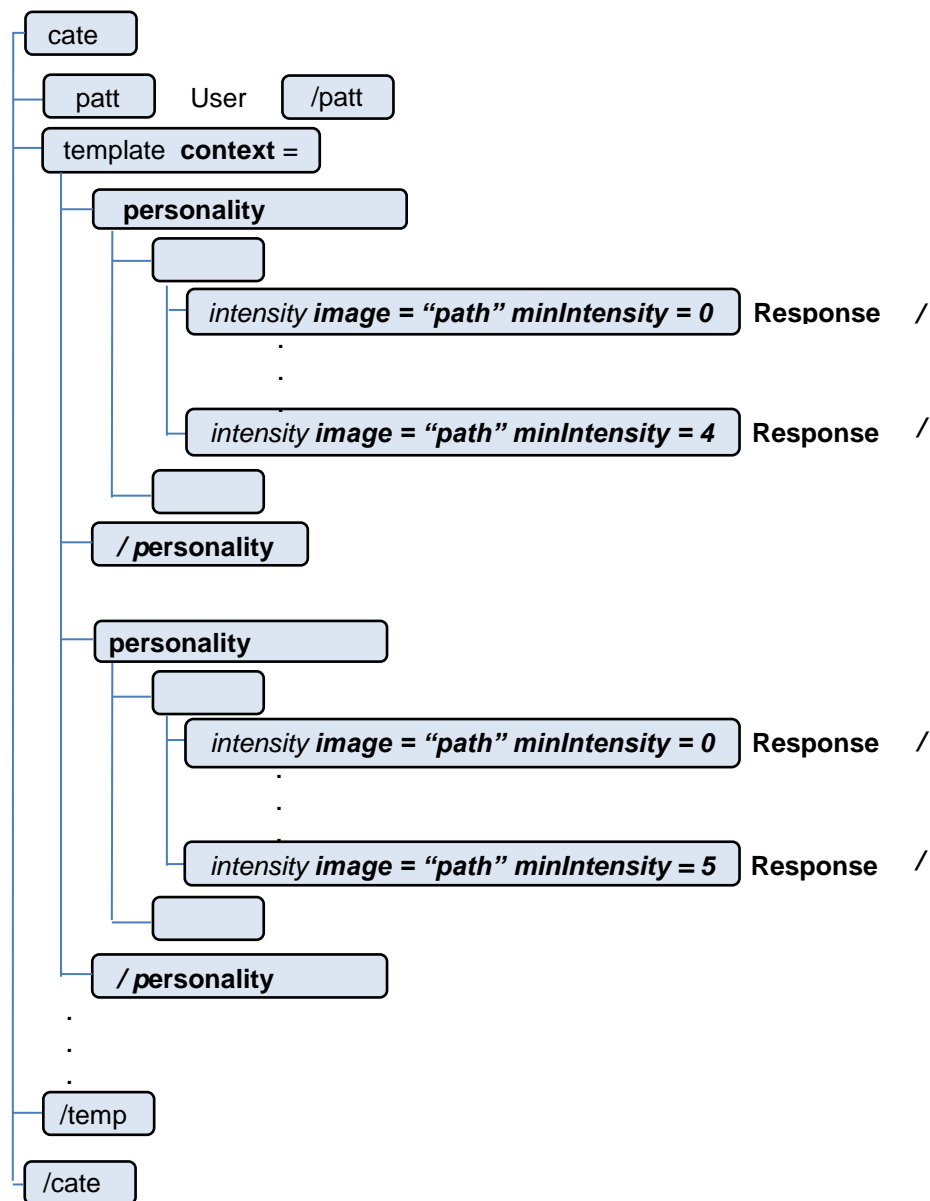 cate
patt User /patt
template context =
personality
intensity image = “path” minIntensity = 0 Response /
.
.
.
intensity image = “path” minIntensity = 4 Response /
/ personality
personality
intensity image = “path” minIntensity = 0 Response /
.
.
.
intensity image = “path” minIntensity = 5 Response /
/ personality
.
.
.
/temp
/cate